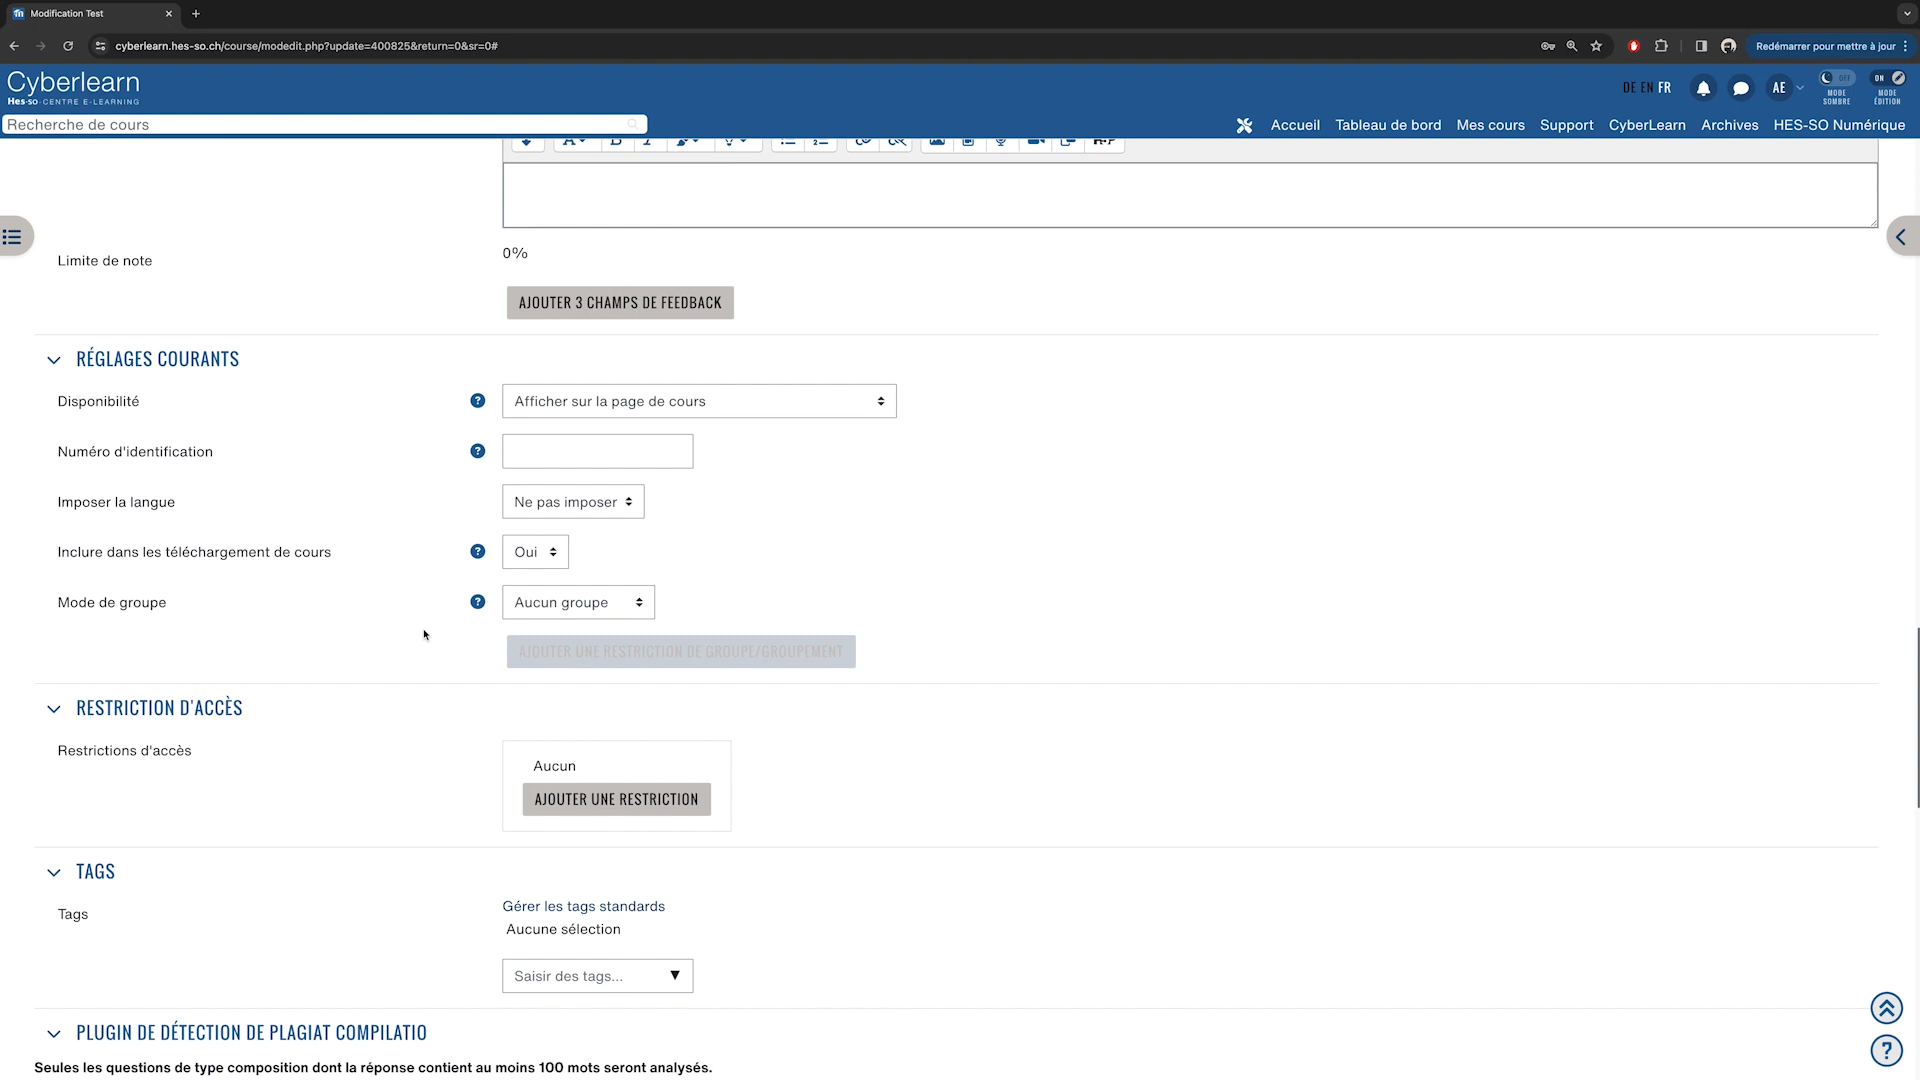 Modification Test
cyberlearn.hes-so.ch/course/modedit.php?update=400825&return=0&sr=0#
Redémarrer pour mettre à jour
Cyberlearn
Hes·so CENTRE E-LEARNING
DE EN FR
AE
OFF
MODE SOMBRE
ON
MODE ÉDITION
Recherche de cours
Accueil
Tableau de bord
Mes cours
Support
CyberLearn
Archives
HES-SO Numérique
Limite de note
0%
AJOUTER 3 CHAMPS DE FEEDBACK
RÉGLAGES COURANTS
Disponibilité
Afficher sur la page de cours
Numéro d'identification
Imposer la langue
Ne pas imposer
Inclure dans les téléchargement de cours
Oui
Mode de groupe
Aucun groupe
AJOUTER UNE RESTRICTION DE GROUPE/GROUPEMENT
RESTRICTION D'ACCÈS
Restrictions d'accès
Aucun
AJOUTER UNE RESTRICTION
TAGS
Tags
Gérer les tags standards
Aucune sélection
Saisir des tags...
PLUGIN DE DÉTECTION DE PLAGIAT COMPILATIO
Seules les questions de type composition dont la réponse contient au moins 100 mots seront analysés.